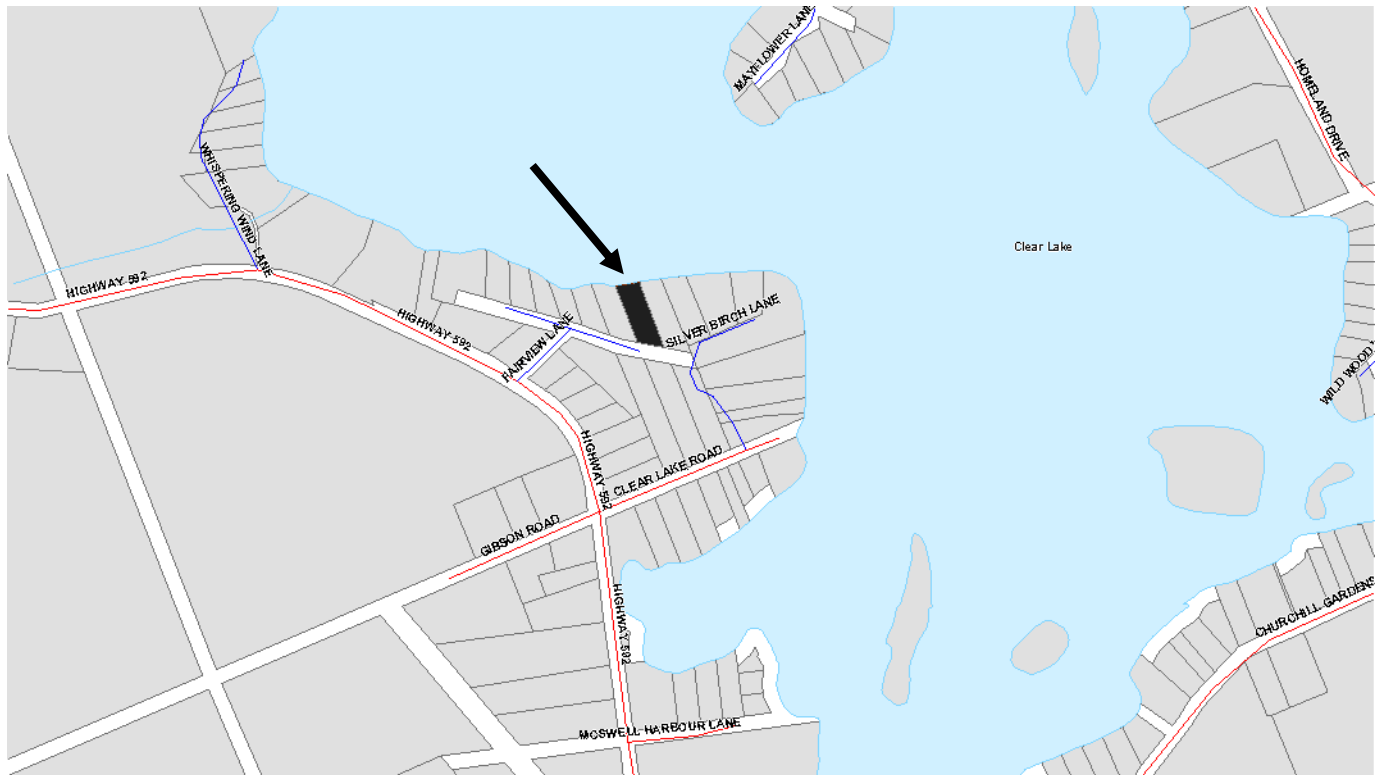 MAYFLOWER LANE
HOMELAND DRIVE
WHISPERING WIND LANE
Clear Lake
HIGHWAY 592
HIGHWAY 592
FAIRVIEW LANE
SILVER BIRCH LANE
WILD WOOD
HIGHWAY 592
CLEAR LAKE ROAD
GIBSON ROAD
HIGHWAY 592
CHURCHILL GARDENS
MCSWELL HARBOUR LANE